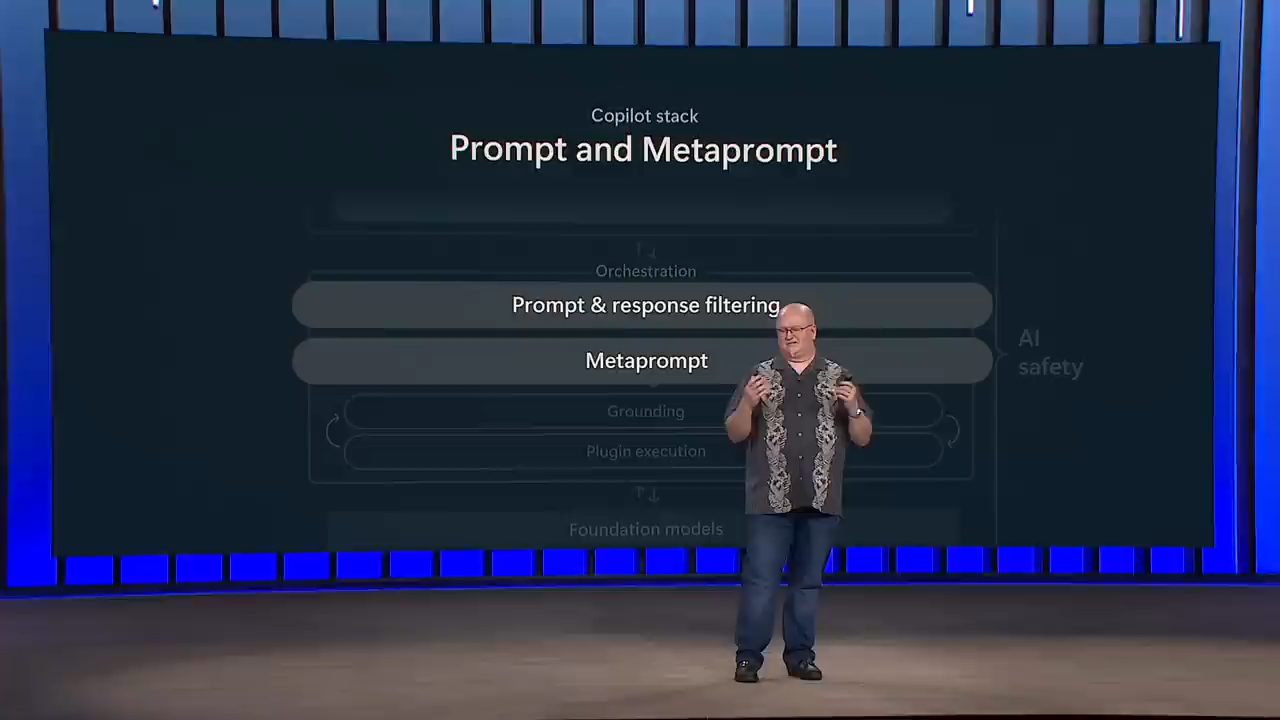 Copilot stack
Prompt and Metaprompt
Orchestration
Prompt & response filtering
Metaprompt
AI
safety
Grounding
Plugin execution
Foundation models